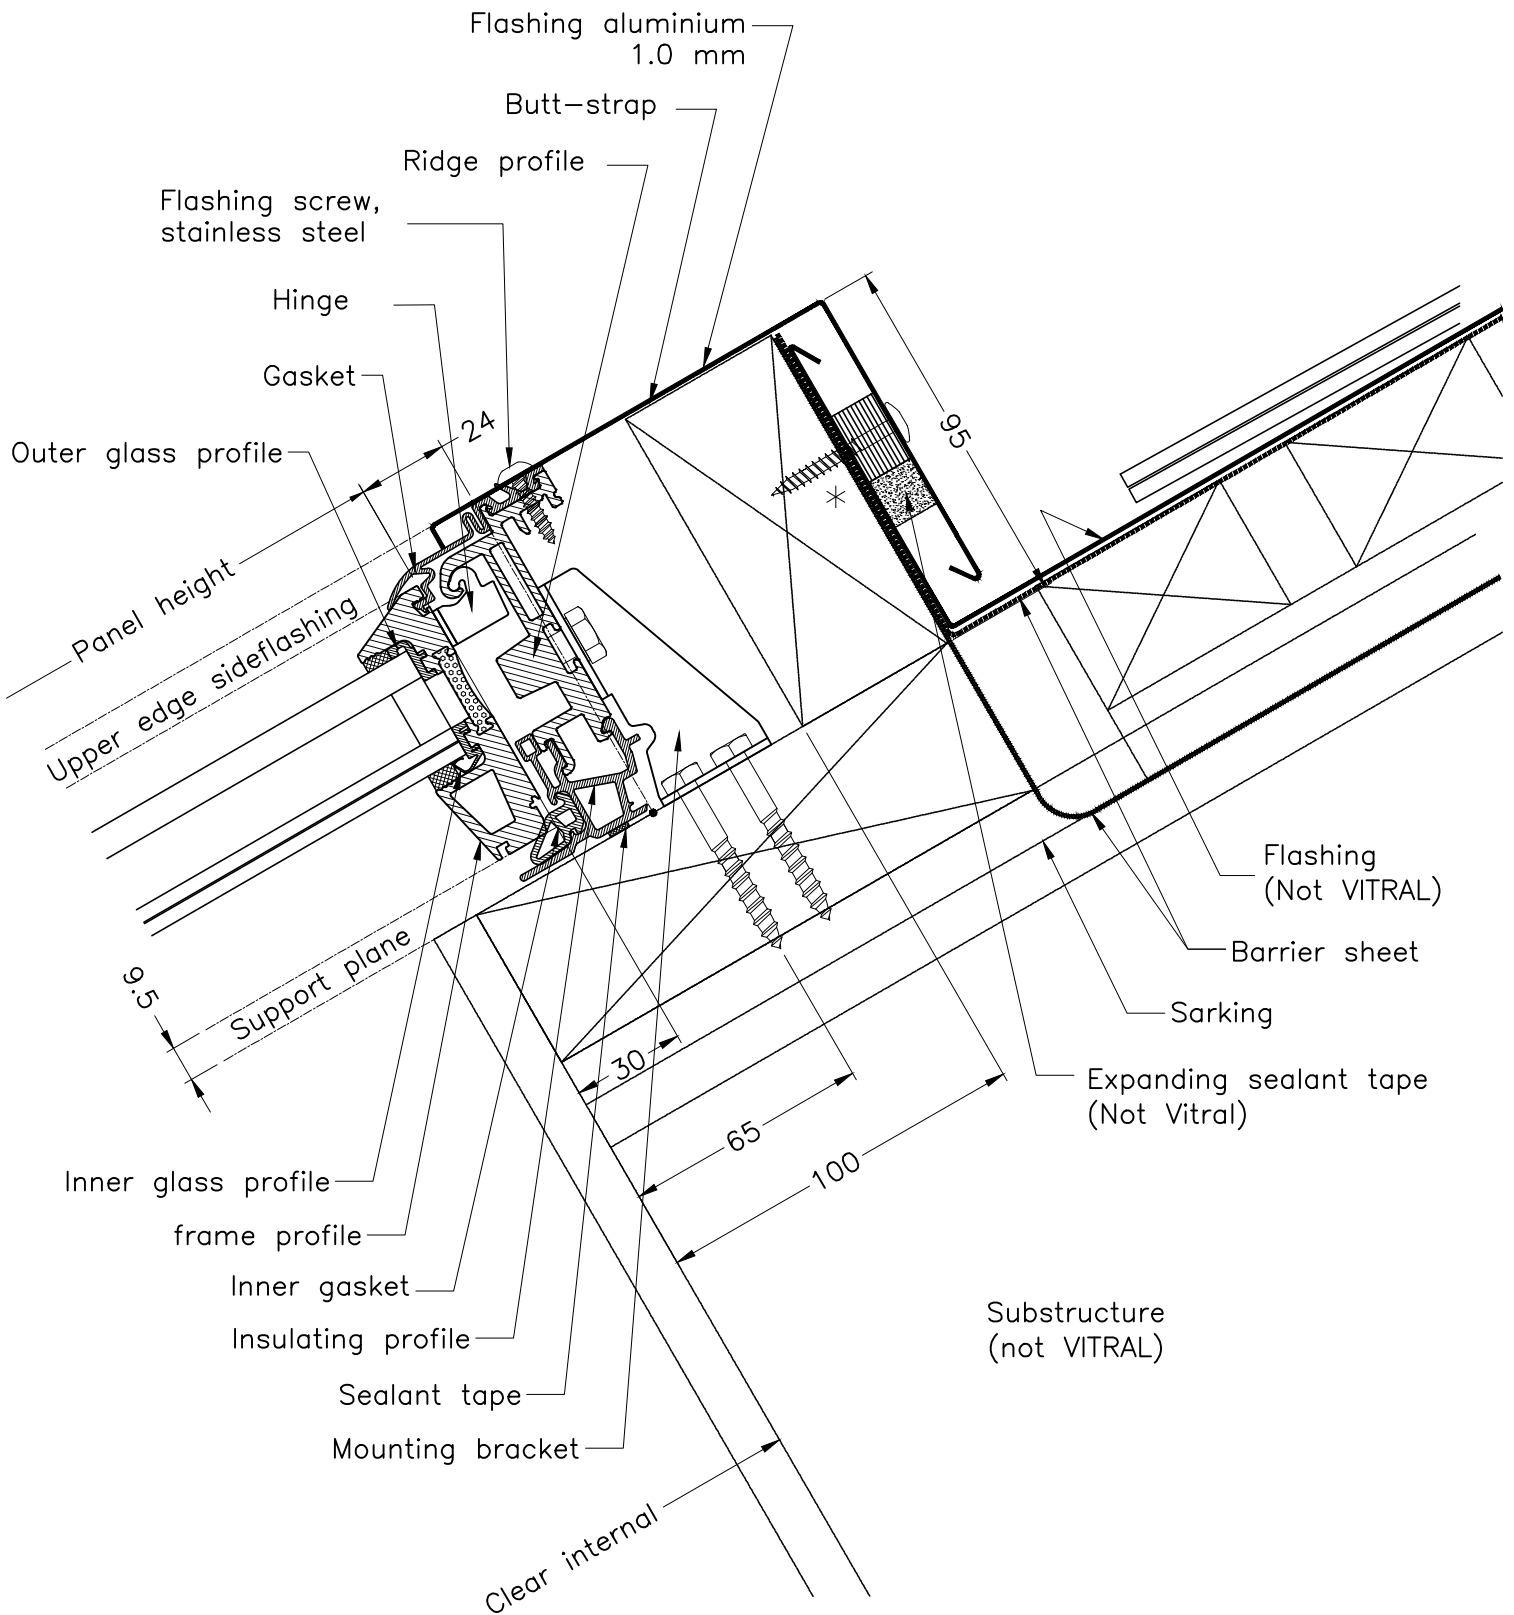 Flashing aluminium
1.0 mm
Butt-strap
Ridge profile
Flashing screw,
stainless steel
Hinge
Gasket
24
Outer glass profile
95
Panel height
Upper edge sideflashing
Flashing
(Not VITRAL)
Barrier sheet
Support plane
9.5
Sarking
30
Expanding sealant tape
(Not Vitral)
65
100
Inner glass profile
frame profile
Inner gasket
Insulating profile
Substructure
(not VITRAL)
Sealant tape
Mounting bracket
Clear internal